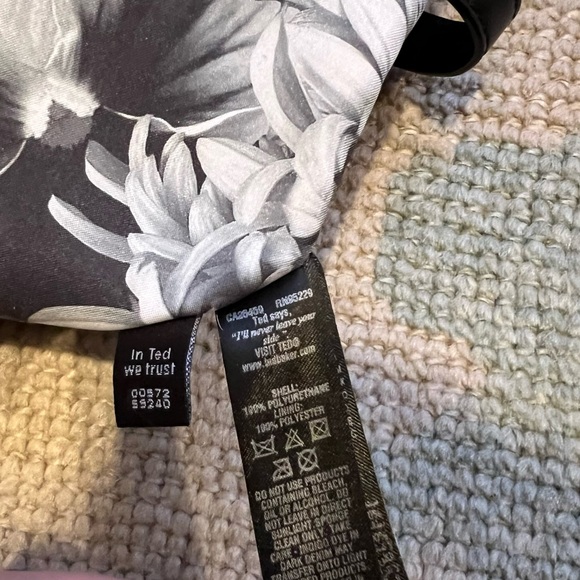 In Ted
we trust
00572
55240
CA25459 RN95229
Ted says,
"I'll never leave your
side"
VISIT TED@
www.tedbaker.com
SHELL:
100% POLYURETHANE
LINING:
100% POLYESTER
DO NOT USE PRODUCTS
CONTAINING BLEACH,
OIL OR ALCOHOL. DO
NOT LEAVE IN DIRECT
SUNLIGHT SPONGE
CLEAN ONLY. TAKE
CARE - INDIGO DYE IN
DARK DENIM MAY
TRANSFER ONTO LIGHT
COLOURED PRODUCTS